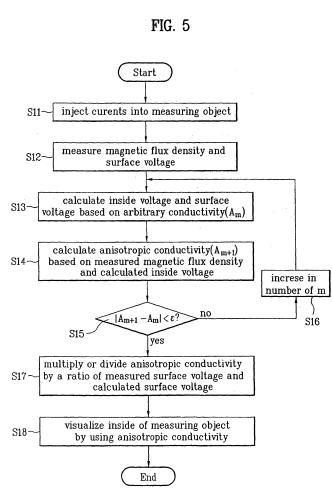 FIG. 5
Start
S11
inject curents into measuring object
S12
measure magnetic flux density and
surface voltage
S13
calculate inside voltage and surface
voltage based on arbitrary conductivity(Am)
S14
calculate anisotropic conductivity(Am+1)
based on measured magnetic flux density
and calculated inside voltage
increse in
number of m
S16
|Am+1 −Am|<ε?
no
S15
yes
S17
multiply or divide anisotropic conductivity
by a ratio of measured surface voltage and
calculated surface voltage
S18
visualize inside of measuring object
by using anisotropic conductivity
End